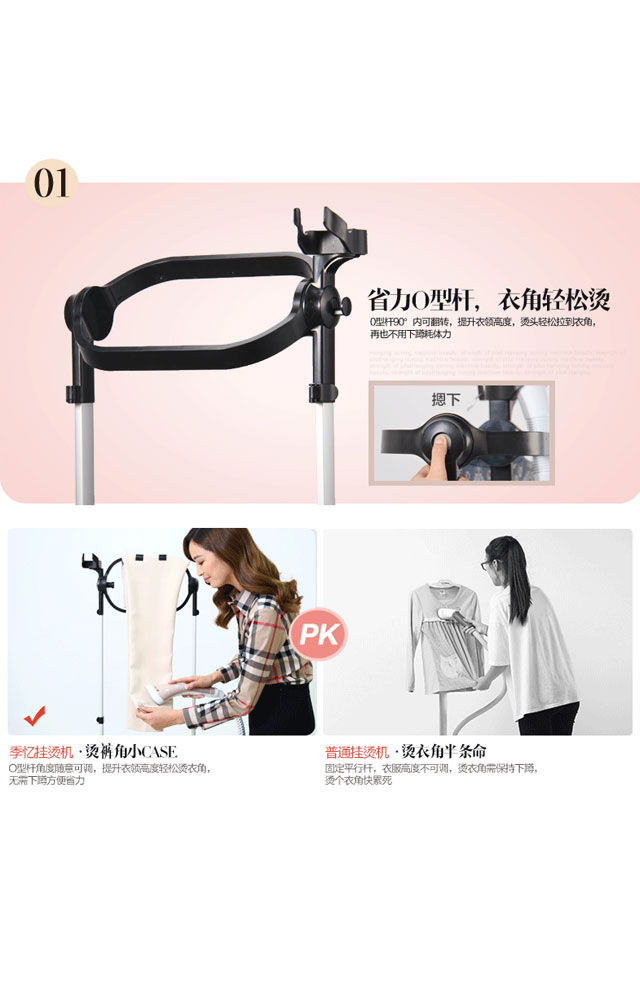 01
省力O型杆，衣角轻松烫
O型杆90°内可翻转，提升衣领高度，烫头轻松拉到衣角，
再也不用下蹲耗体力
摁下
PK
季忆挂烫机·烫裤角小CASE
O型杆角度随意可调，提升衣领高度轻松烫衣角，
无需下蹲方便省力
普通挂烫机·烫衣角半条命
固定平行杆，衣服高度不可调，烫衣角需保持下蹲，
烫个衣角快累死